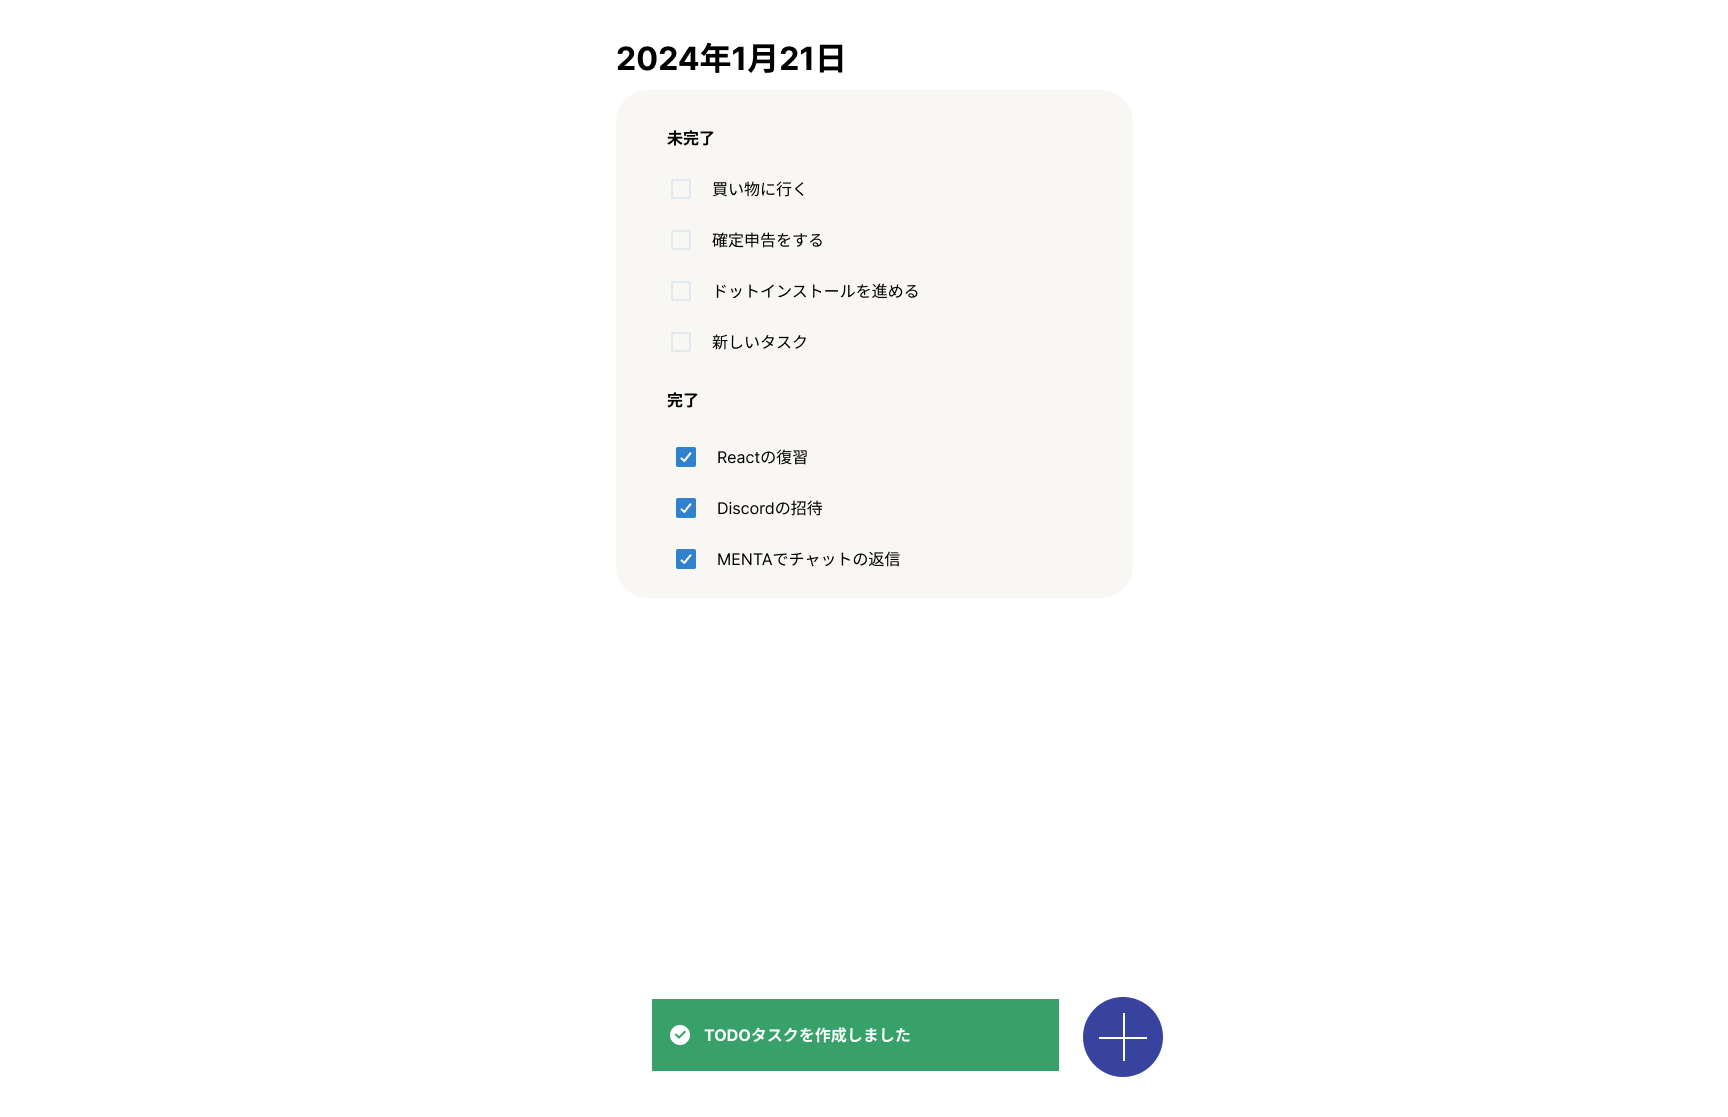 2024年1月21日
未完了
買い物に行く
確定申告をする
ドットインストールを進める
新しいタスク
完了
Reactの復習
Discordの招待
MENTAでチャットの返信
TODOタスクを作成しました